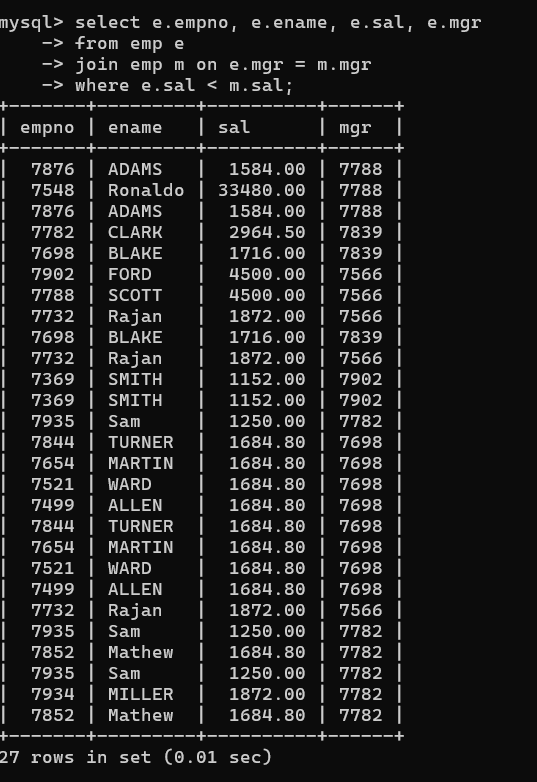 mysql> select e.empno, e.ename, e.sal, e.mgr
    -> from emp e
    -> join emp m on e.mgr = m.mgr
    -> where e.sal < m.sal;
+-------+---------+----------+------+
| empno | ename   | sal      | mgr  |
+-------+---------+----------+------+
|  7876 | ADAMS   |  1584.00 | 7788 |
|  7548 | Ronaldo | 33480.00 | 7788 |
|  7876 | ADAMS   |  1584.00 | 7788 |
|  7782 | CLARK   |  2964.50 | 7839 |
|  7698 | BLAKE   |  1716.00 | 7839 |
|  7902 | FORD    |  4500.00 | 7566 |
|  7788 | SCOTT   |  4500.00 | 7566 |
|  7732 | Rajan   |  1872.00 | 7566 |
|  7698 | BLAKE   |  1716.00 | 7839 |
|  7732 | Rajan   |  1872.00 | 7566 |
|  7369 | SMITH   |  1152.00 | 7902 |
|  7369 | SMITH   |  1152.00 | 7902 |
|  7935 | Sam     |  1250.00 | 7782 |
|  7844 | TURNER  |  1684.80 | 7698 |
|  7654 | MARTIN  |  1684.80 | 7698 |
|  7521 | WARD    |  1684.80 | 7698 |
|  7499 | ALLEN   |  1684.80 | 7698 |
|  7844 | TURNER  |  1684.80 | 7698 |
|  7654 | MARTIN  |  1684.80 | 7698 |
|  7521 | WARD    |  1684.80 | 7698 |
|  7499 | ALLEN   |  1684.80 | 7698 |
|  7732 | Rajan   |  1872.00 | 7566 |
|  7935 | Sam     |  1250.00 | 7782 |
|  7852 | Mathew  |  1684.80 | 7782 |
|  7935 | Sam     |  1250.00 | 7782 |
|  7934 | MILLER  |  1872.00 | 7782 |
|  7852 | Mathew  |  1684.80 | 7782 |
+-------+---------+----------+------+
27 rows in set (0.01 sec)